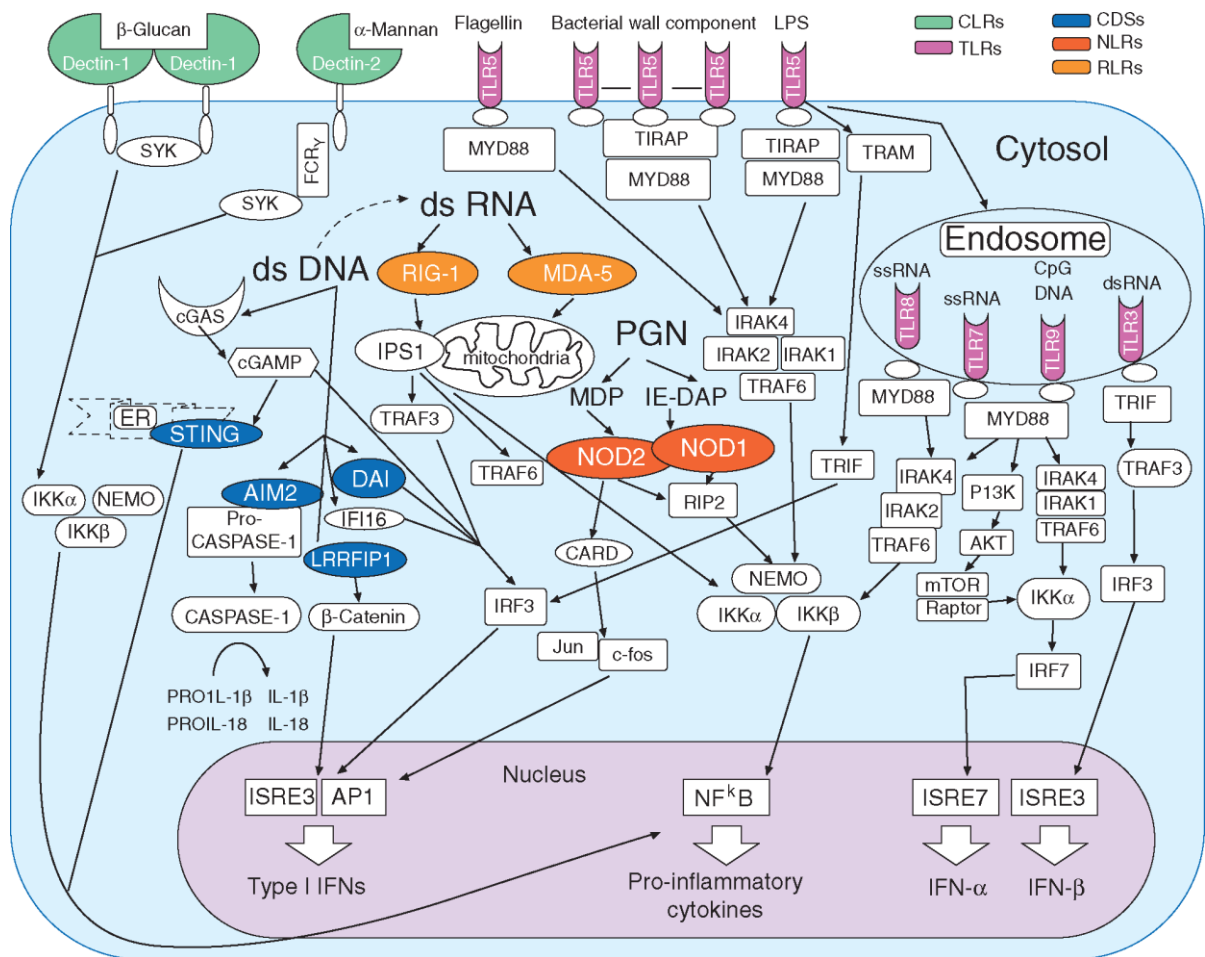 β-Glucan
Dectin-1
Dectin-1
α-Mannan
Dectin-2
Flagellin
Bacterial wall component
LPS
TLR5
TLR5
TLR5
TLR5
TLR5
CLRs
TLRs
CDSs
NLRs
RLRs
SYK
FCRγ
SYK
MYD88
TIRAP
MYD88
TIRAP
MYD88
TRAM
Cytosol
ds RNA
ds DNA
RIG-1
MDA-5
cGAS
cGAMP
IPS1
mitochondria
PGN
MDP
IE-DAP
IRAK4
IRAK2
IRAK1
TRAF6
Endosome
ssRNA
TLR8
ssRNA
TLR7
CpG
DNA
TLR9
dsRNA
TLR3
MYD88
MYD88
TRIF
ER
STING
TRAF3
TRAF6
NOD2
NOD1
TRIF
IRAK4
IRAK2
TRAF6
P13K
AKT
mTOR
Raptor
IRAK4
IRAK1
TRAF6
TRAF3
IKKα
NEMO
IKKβ
AIM2
DAI
Pro-
CASPASE-1
IFI16
LRRFIP1
RIP2
CARD
CASPASE-1
β-Catenin
IRF3
NEMO
IKKα
IKKβ
IKKα
IRF3
Jun
c-fos
IRF7
PRO1L-1β
IL-1β
PROIL-18
IL-18
Nucleus
ISRE3
AP1
NFᵏB
ISRE7
ISRE3
Type I IFNs
Pro-inflammatory
cytokines
IFN-α
IFN-β